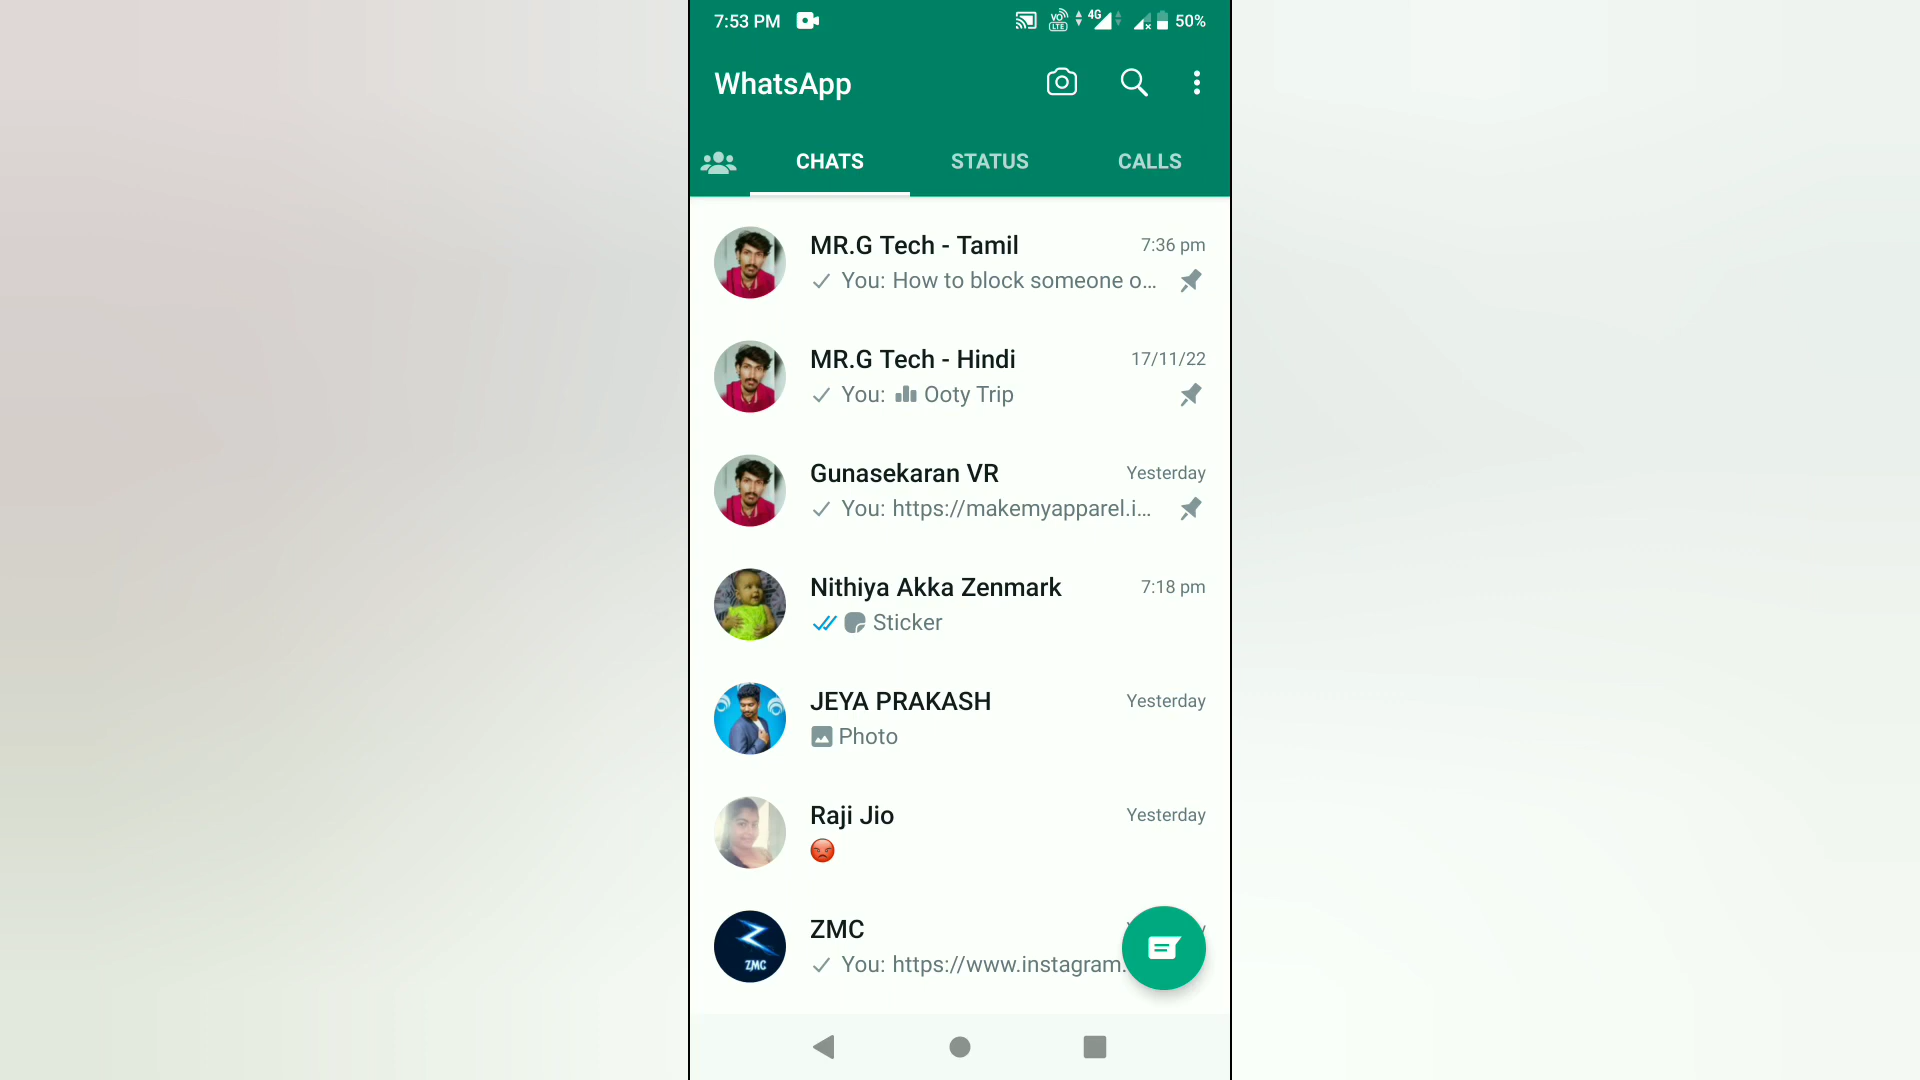 7:53 PM
VO LTE 4G 50%
WhatsApp
CHATS STATUS CALLS
MR.G Tech - Tamil 7:36 pm
You: How to block someone o...
MR.G Tech - Hindi 17/11/22
You: Ooty Trip
Gunasekaran VR Yesterday
You: https://makemyapparel.i...
Nithiya Akka Zenmark 7:18 pm
Sticker
JEYA PRAKASH Yesterday
Photo
Raji Jio Yesterday
😡
ZMC
ZMC
You: https://www.instagram.